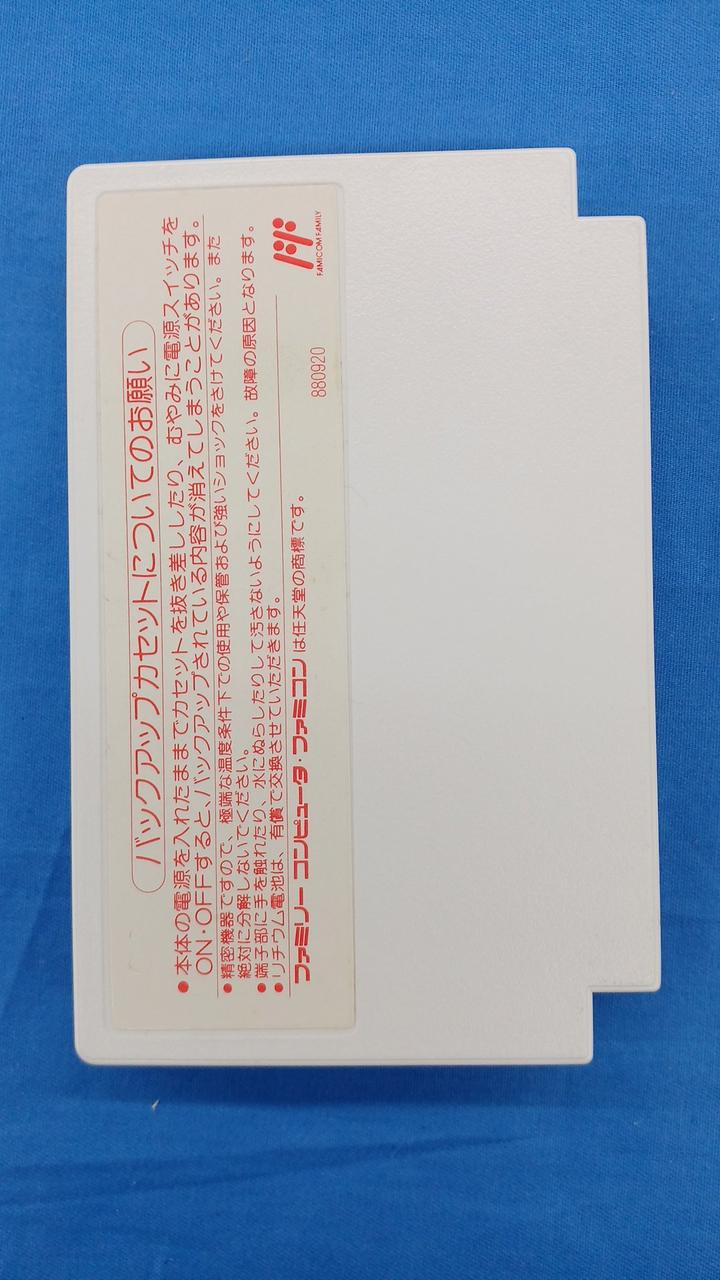 バックアップカセットについてのお願い
●本体の電源を入れたままでカセットを抜き差ししたり、むやみに電源スイッチを
ON・OFFすると、バックアップされている内容が消えてしまうことがあります。
●精密機器ですので、極端な温度条件下での使用や保管および強いショックをさけてください。また
絶対に分解しないでください。
●端子部に手を触れたり、水にぬらしたりして汚さないようにしてください。故障の原因となります。
●リチウム電池は、有償で交換させていただきます。
ファミリーコンピュータ・ファミコンは任天堂の商標です。
880920
FAMICOM FAMILY